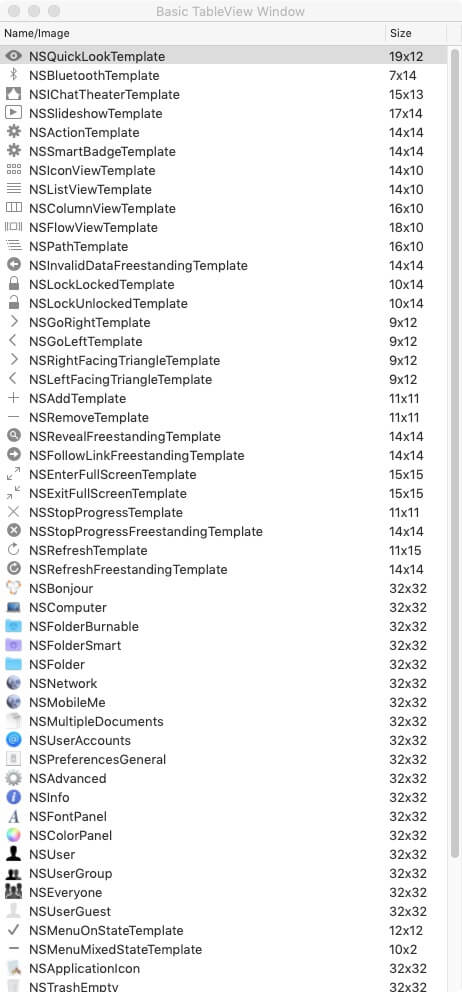 Basic TableView Window
Name/Image Size
NSQuickLookTemplate 19x12
NSBluetoothTemplate 7x14
NSIChatTheaterTemplate 15x13
NSSlideshowTemplate 17x14
NSActionTemplate 14x14
NSSmartBadgeTemplate 14x14
NSIconViewTemplate 14x10
NSListViewTemplate 14x10
NSColumnViewTemplate 16x10
NSFlowViewTemplate 18x10
NSPathTemplate 16x10
NSInvalidDataFreestandingTemplate 14x14
NSLockLockedTemplate 10x14
NSLockUnlockedTemplate 10x14
NSGoRightTemplate 9x12
NSGoLeftTemplate 9x12
NSRightFacingTriangleTemplate 9x12
NSLeftFacingTriangleTemplate 9x12
NSAddTemplate 11x11
NSRemoveTemplate 11x11
NSRevealFreestandingTemplate 14x14
NSFollowLinkFreestandingTemplate 14x14
NSEnterFullScreenTemplate 15x15
NSExitFullScreenTemplate 15x15
NSStopProgressTemplate 11x11
NSStopProgressFreestandingTemplate 14x14
NSRefreshTemplate 11x15
NSRefreshFreestandingTemplate 14x14
NSBonjour 32x32
NSComputer 32x32
NSFolderBurnable 32x32
NSFolderSmart 32x32
NSFolder 32x32
NSNetwork 32x32
NSMobileMe 32x32
NSMultipleDocuments 32x32
NSUserAccounts 32x32
NSPreferencesGeneral 32x32
NSAdvanced 32x32
NSInfo 32x32
NSFontPanel 32x32
NSColorPanel 32x32
NSUser 32x32
NSUserGroup 32x32
NSEveryone 32x32
NSUserGuest 32x32
NSMenuOnStateTemplate 12x12
NSMenuMixedStateTemplate 10x2
NSApplicationIcon 32x32
NSTrashEmpty 32x32